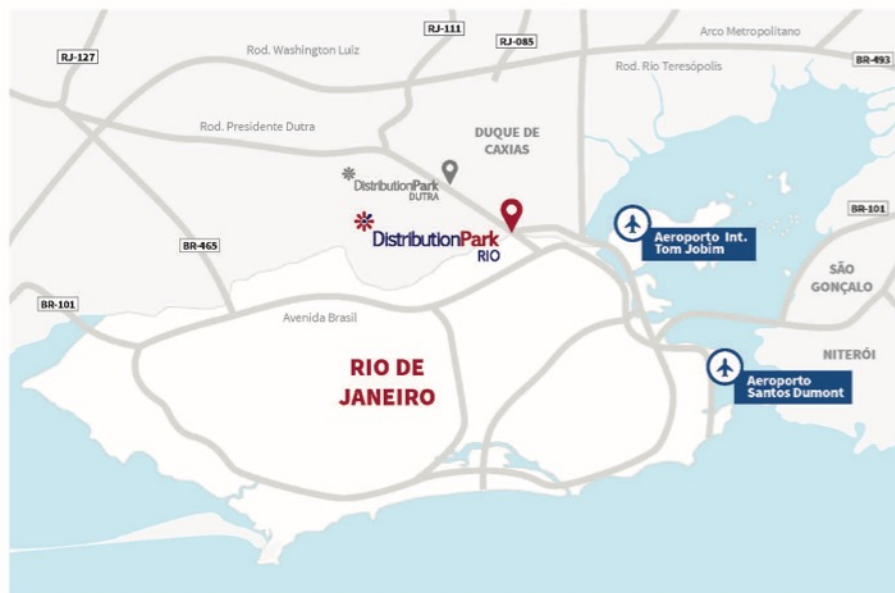 RJ-111
RJ-085
Arco Metropolitano
RJ-127
Rod. Washington Luiz
BR-493
Rod. Rio Teresópolis
Rod. Presidente Dutra
DUQUE DE
CAXIAS
DistributionPark
DUTRA
BR-101
DistributionPark
RIO
Aeroporto Int.
Tom Jobim
BR-465
SÃO
GONÇALO
BR-101
Avenida Brasil
RIO DE
JANEIRO
NITERÓI
Aeroporto
Santos Dumont